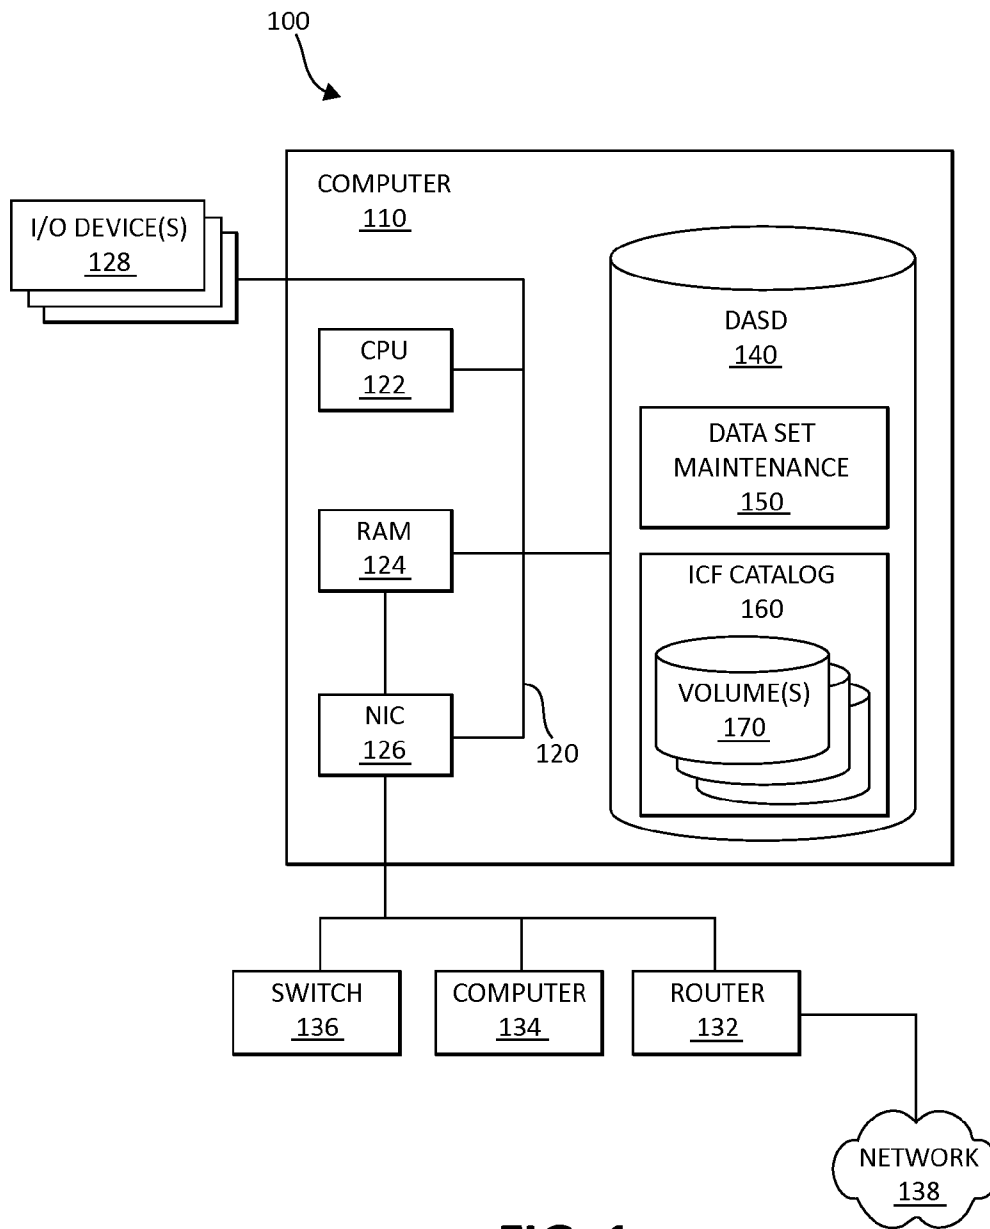 100
COMPUTER
110
I/O DEVICE(S)
128
CPU
122
RAM
124
NIC
126
120
DASD
140
DATA SET
MAINTENANCE
150
ICF CATALOG
160
VOLUME(S)
170
SWITCH
136
COMPUTER
134
ROUTER
132
NETWORK
138